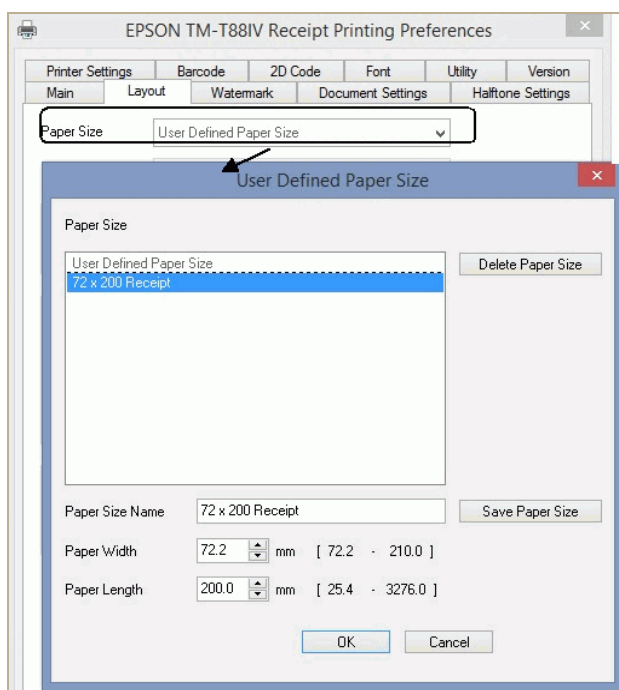 EPSON TM-T88IV Receipt Printing Preferences
Printer Settings Barcode 2D Code Font Utility Version
Main Layout Watermark Document Settings Halftone Settings
Paper Size User Defined Paper Size
User Defined Paper Size
Paper Size
User Defined Paper Size
72 x 200 Receipt
Delete Paper Size
Paper Size Name 72 x 200 Receipt Save Paper Size
Paper Width 72.2 mm [ 72.2 - 210.0 ]
Paper Length 200.0 mm [ 25.4 - 3276.0 ]
OK Cancel